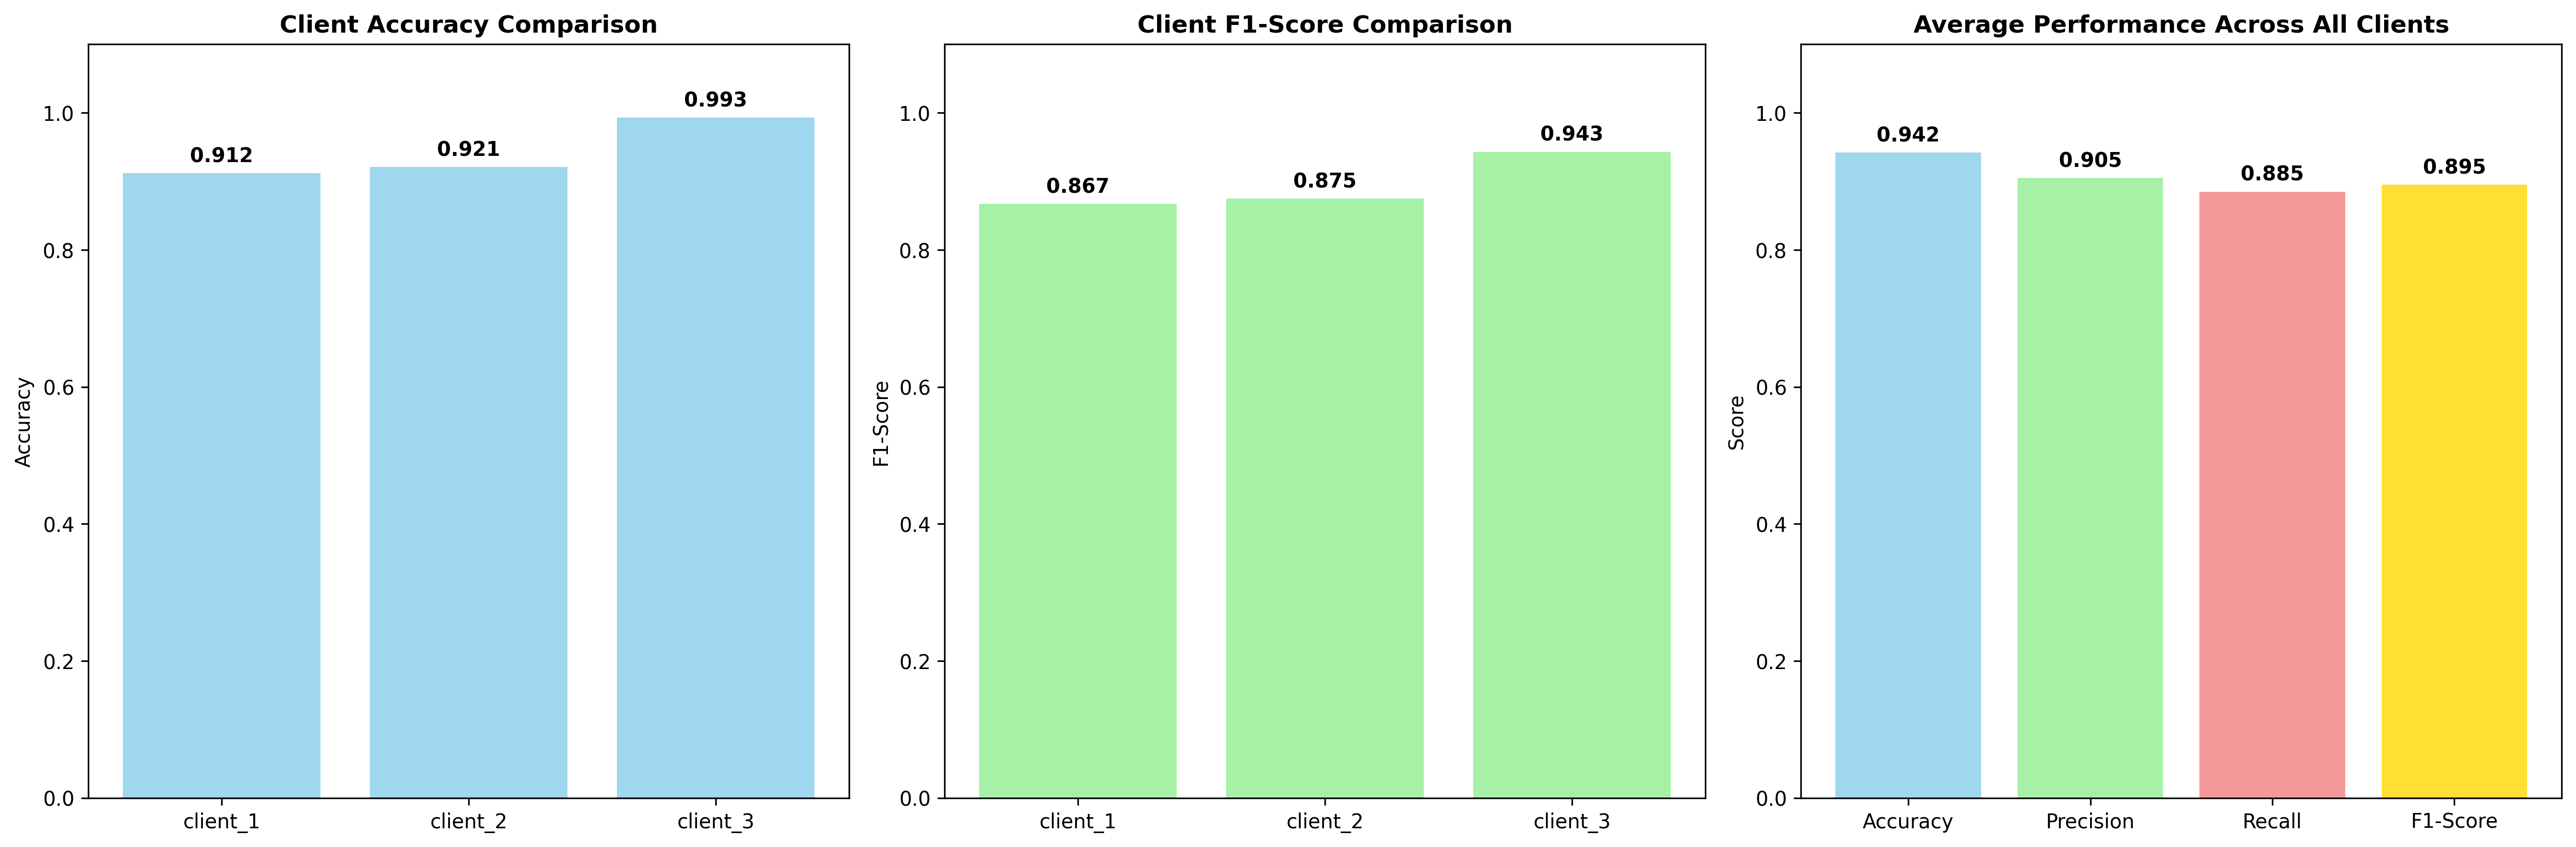 Client Accuracy Comparison
Accuracy
1.0
0.8
0.6
0.4
0.2
0.0
0.912
0.921
0.993
client_1
client_2
client_3
Client F1-Score Comparison
F1-Score
1.0
0.8
0.6
0.4
0.2
0.0
0.867
0.875
0.943
client_1
client_2
client_3
Average Performance Across All Clients
Score
1.0
0.8
0.6
0.4
0.2
0.0
0.942
0.905
0.885
0.895
Accuracy
Precision
Recall
F1-Score